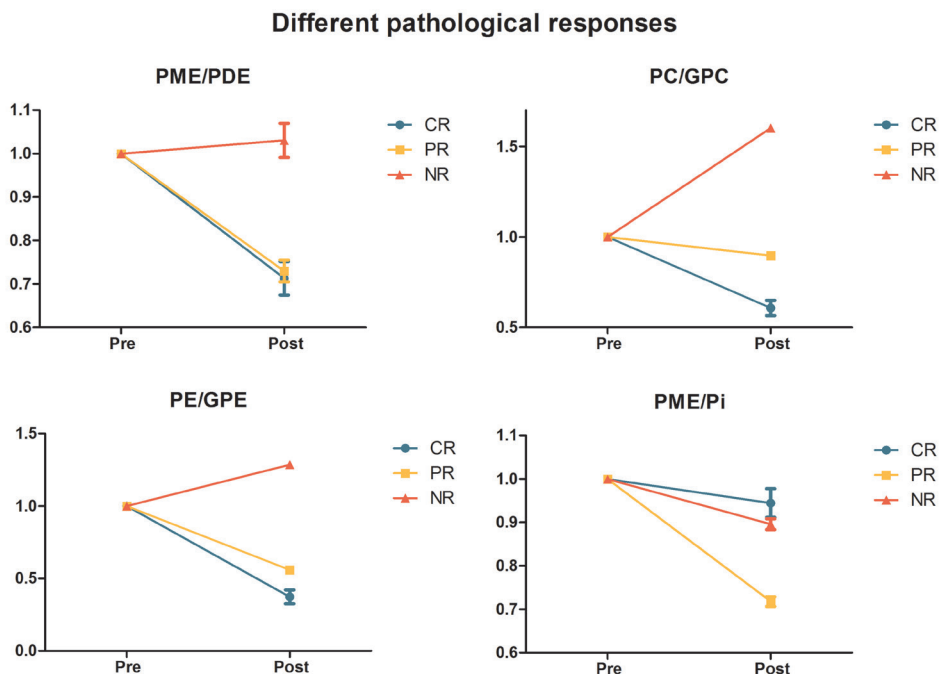 Different pathological responses
PME/PDE
1.1
1.0
0.9
0.8
0.7
0.6
Pre
Post
CR
PR
NR
PC/GPC
1.5
1.0
0.5
Pre
Post
CR
PR
NR
PE/GPE
1.5
1.0
0.5
0.0
Pre
Post
CR
PR
NR
PME/Pi
1.1
1.0
0.9
0.8
0.7
0.6
Pre
Post
CR
PR
NR